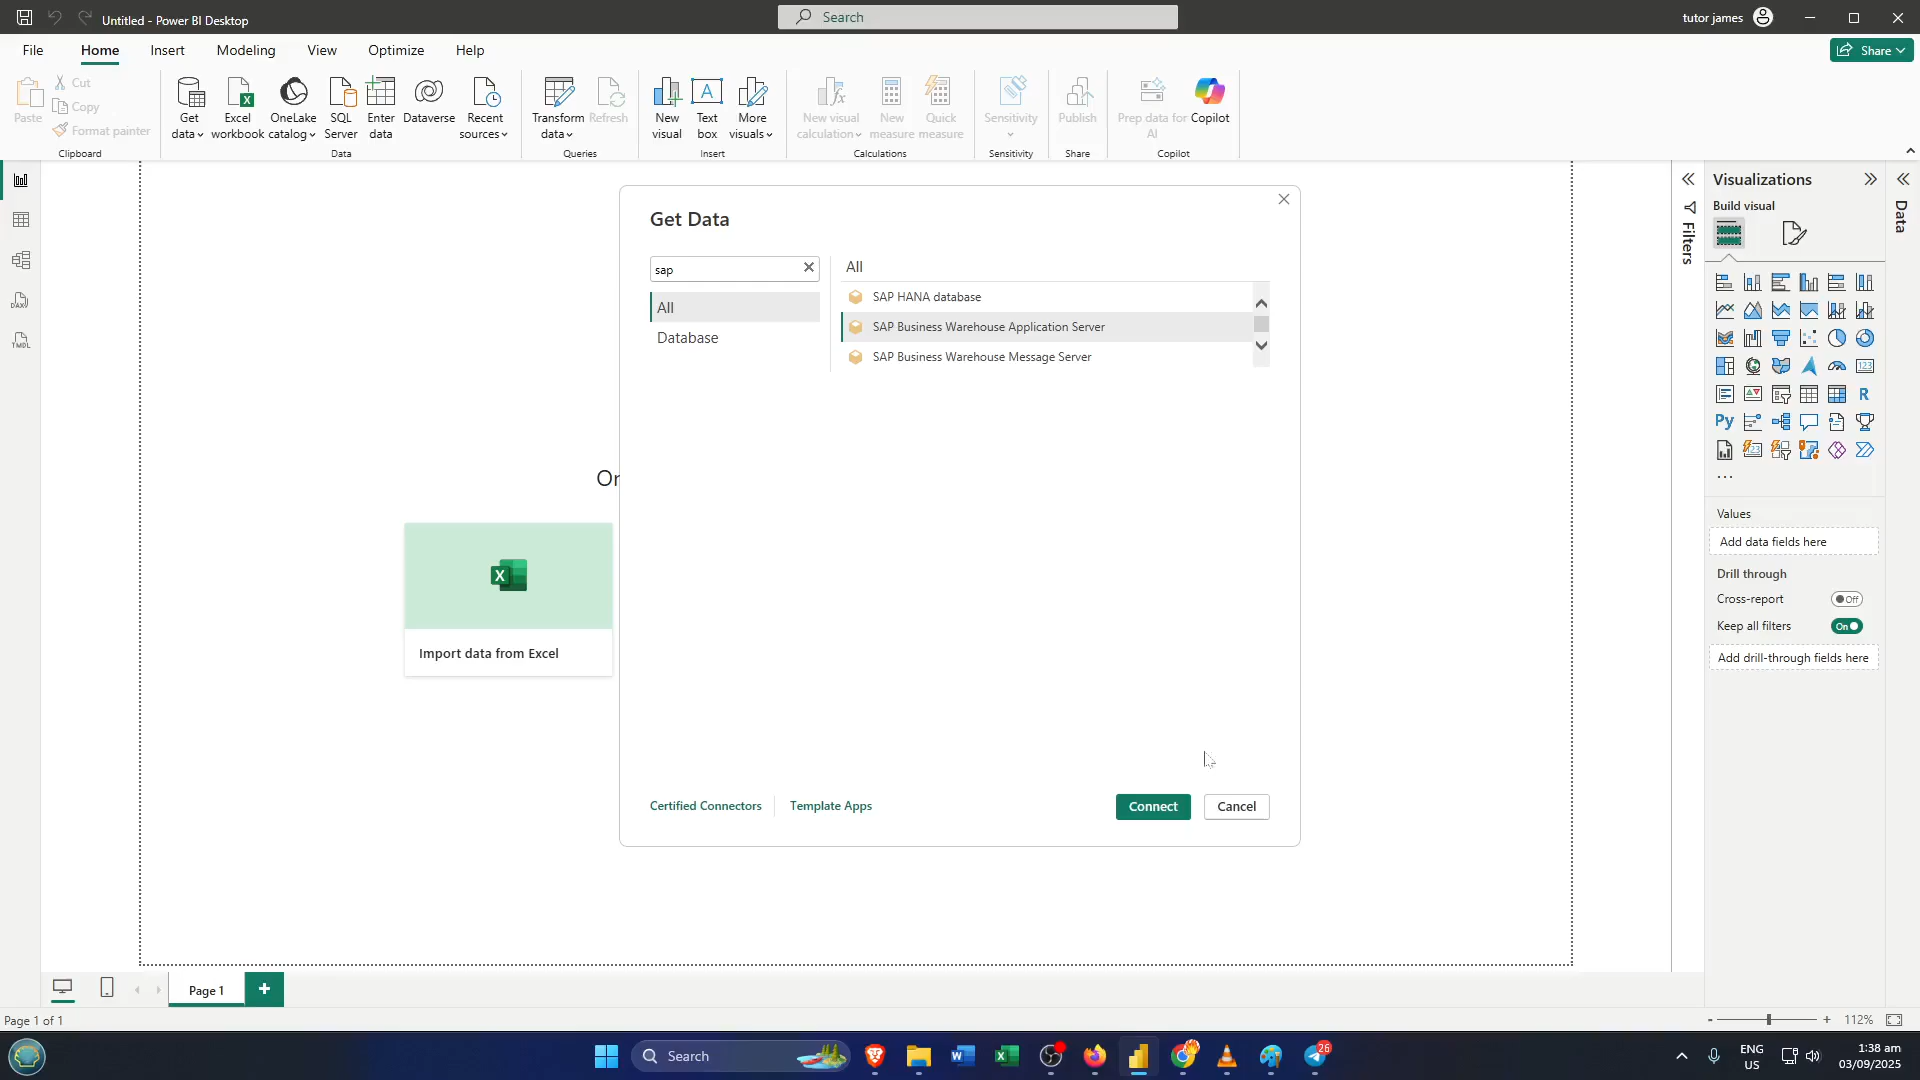 Untitled - Power BI Desktop
Search
tutor james
File
Home
Insert
Modeling
View
Optimize
Help
Share
Paste
Cut
Copy
Format painter
Clipboard
Get data
Excel workbook
OneLake catalog
SQL Server
Enter data
Dataverse
Recent sources
Data
Transform data
Refresh
Queries
New visual
Text box
More visuals
Insert
New visual calculation
New measure
Quick measure
Calculations
Sensitivity
Sensitivity
Publish
Share
Prep data for AI
Copilot
Copilot
Get Data
sap
All
Database
All
SAP HANA database
SAP Business Warehouse Application Server
SAP Business Warehouse Message Server
Certified Connectors
Template Apps
Connect
Cancel
Or
Import data from Excel
Filters
Visualizations
Build visual
Data
Values
Add data fields here
Drill through
Cross-report
Off
Keep all filters
On
Add drill-through fields here
Page 1
Page 1 of 1
112%
Search
26
ENG
US
1:38 am
03/09/2025